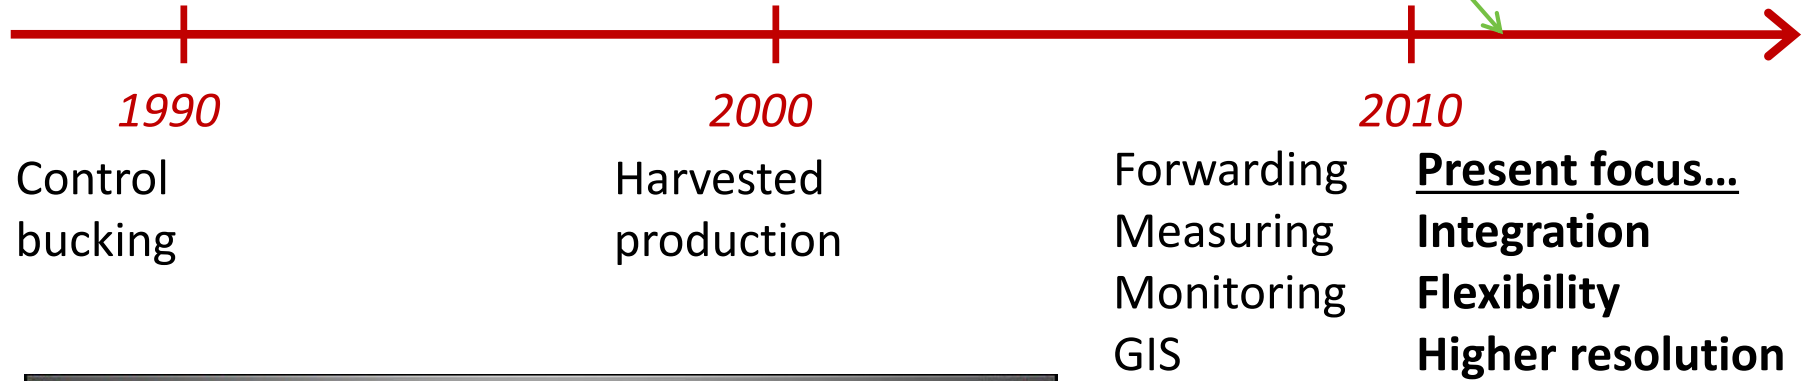 1990
2000
2010
Control
bucking
Harvested
production
Forwarding
Measuring
Monitoring
GIS
Present focus…
Integration
Flexibility
Higher resolution